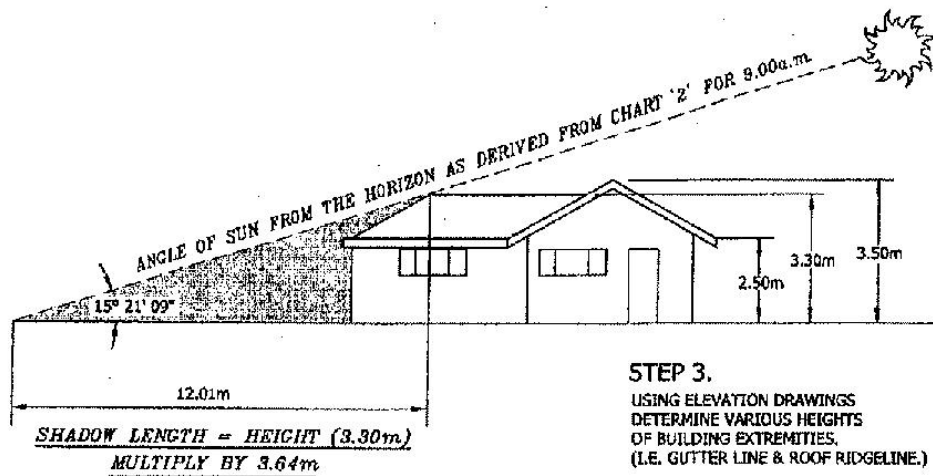 ANGLE OF SUN FROM THE HORIZON AS DERIVED FROM CHART '2' FOR 9.00a.m.
15° 21' 09"
2.50m
3.30m
3.50m
12.01m
SHADOW LENGTH = HEIGHT (3.30m)
MULTIPLY BY 3.64m
STEP 3.
USING ELEVATION DRAWINGS
DETERMINE VARIOUS HEIGHTS
OF BUILDING EXTREMITIES.
(I.E. GUTTER LINE & ROOF RIDGELINE.)